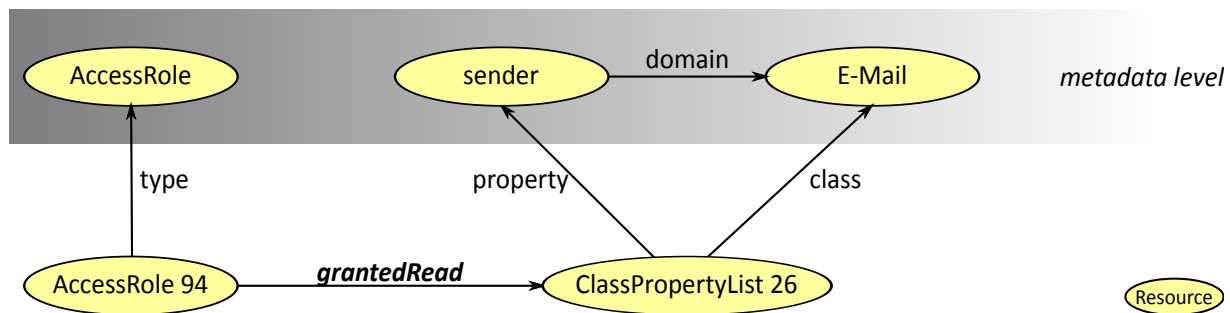 AccessRole
sender
domain
E-Mail
metadata level
type
property
class
AccessRole 94
grantedRead
ClassPropertyList 26
Resource